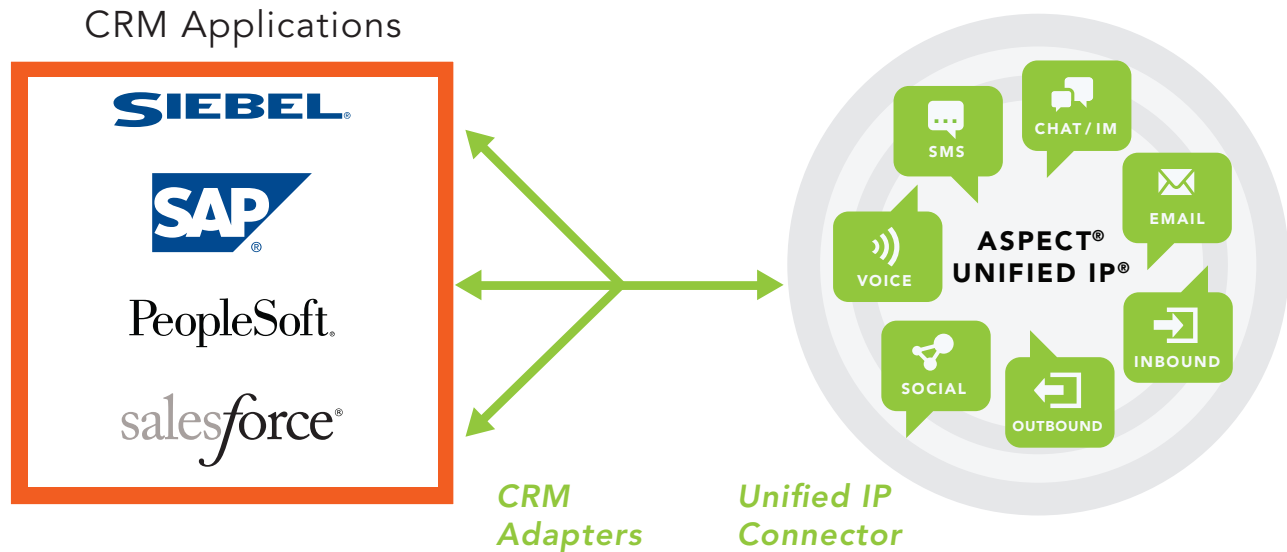 CRM Applications
SIEBEL®
SAP®
PeopleSoft®
salesforce®
CRM
Adapters
Unified IP
Connector
SMS
CHAT / IM
EMAIL
VOICE
ASPECT®
UNIFIED IP®
INBOUND
SOCIAL
OUTBOUND